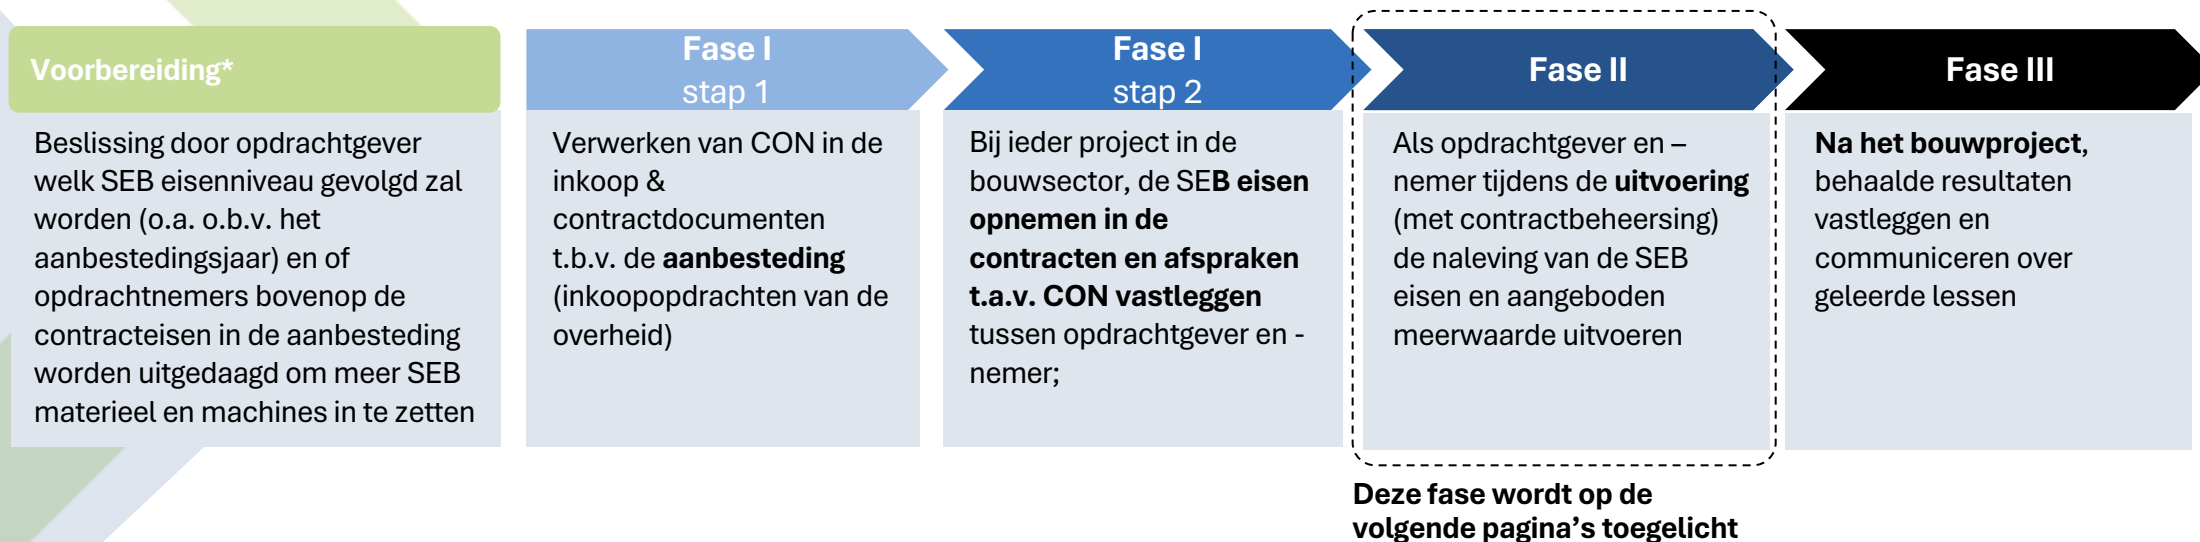 Voorbereiding*
Beslissing door opdrachtgever
welk SEB eisenniveau gevolgd zal
worden (o.a. o.b.v. het
aanbestedingsjaar) en of
opdrachtnemers bovenop de
contracteisen in de aanbesteding
worden uitgedaagd om meer SEB
materieel en machines in te zetten
Fase I
stap 1
Verwerken van CON in de
inkoop &
contractdocumenten
t.b.v. de aanbesteding
(inkoopopdrachten van de
overheid)
Fase I
stap 2
Bij ieder project in de
bouwsector, de SEB eisen
opnemen in de
contracten en afspraken
t.a.v. CON vastleggen
tussen opdrachtgever en -
nemer;
Fase II
Als opdrachtgever en –
nemer tijdens de uitvoering
(met contractbeheersing)
de naleving van de SEB
eisen en aangeboden
meerwaarde uitvoeren
Fase III
Na het bouwproject,
behaalde resultaten
vastleggen en
communiceren over
geleerde lessen
Deze fase wordt op de
volgende pagina’s toegelicht